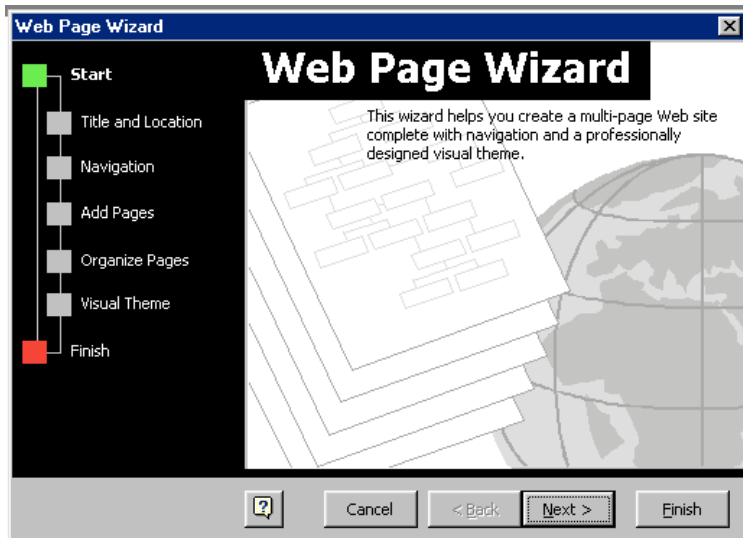 Web Page Wizard
Start
Title and Location
Navigation
Add Pages
Organize Pages
Visual Theme
Finish
Web Page Wizard
This wizard helps you create a multi-page Web site
complete with navigation and a professionally
designed visual theme.
?
Cancel
< Back
Next >
Finish